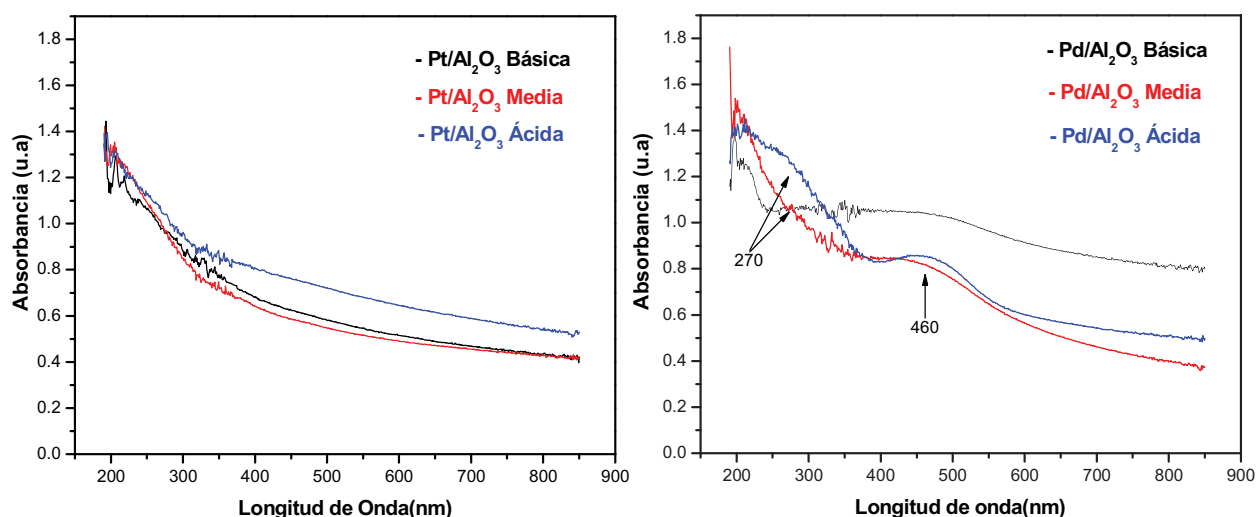 - Pt/Al2O3 Básica
- Pt/Al2O3 Media
- Pt/Al2O3 Ácida
Absorbancia (u.a)
1.8
1.6
1.4
1.2
1.0
0.8
0.6
0.4
0.2
0.0
200 300 400 500 600 700 800 900
Longitud de Onda(nm)
- Pd/Al2O3 Básica
- Pd/Al2O3 Media
- Pd/Al2O3 Ácida
Absorbancia (u.a)
1.8
1.6
1.4
1.2
1.0
0.8
0.6
0.4
0.2
0.0
270
460
200 300 400 500 600 700 800 900
Longitud de onda(nm)